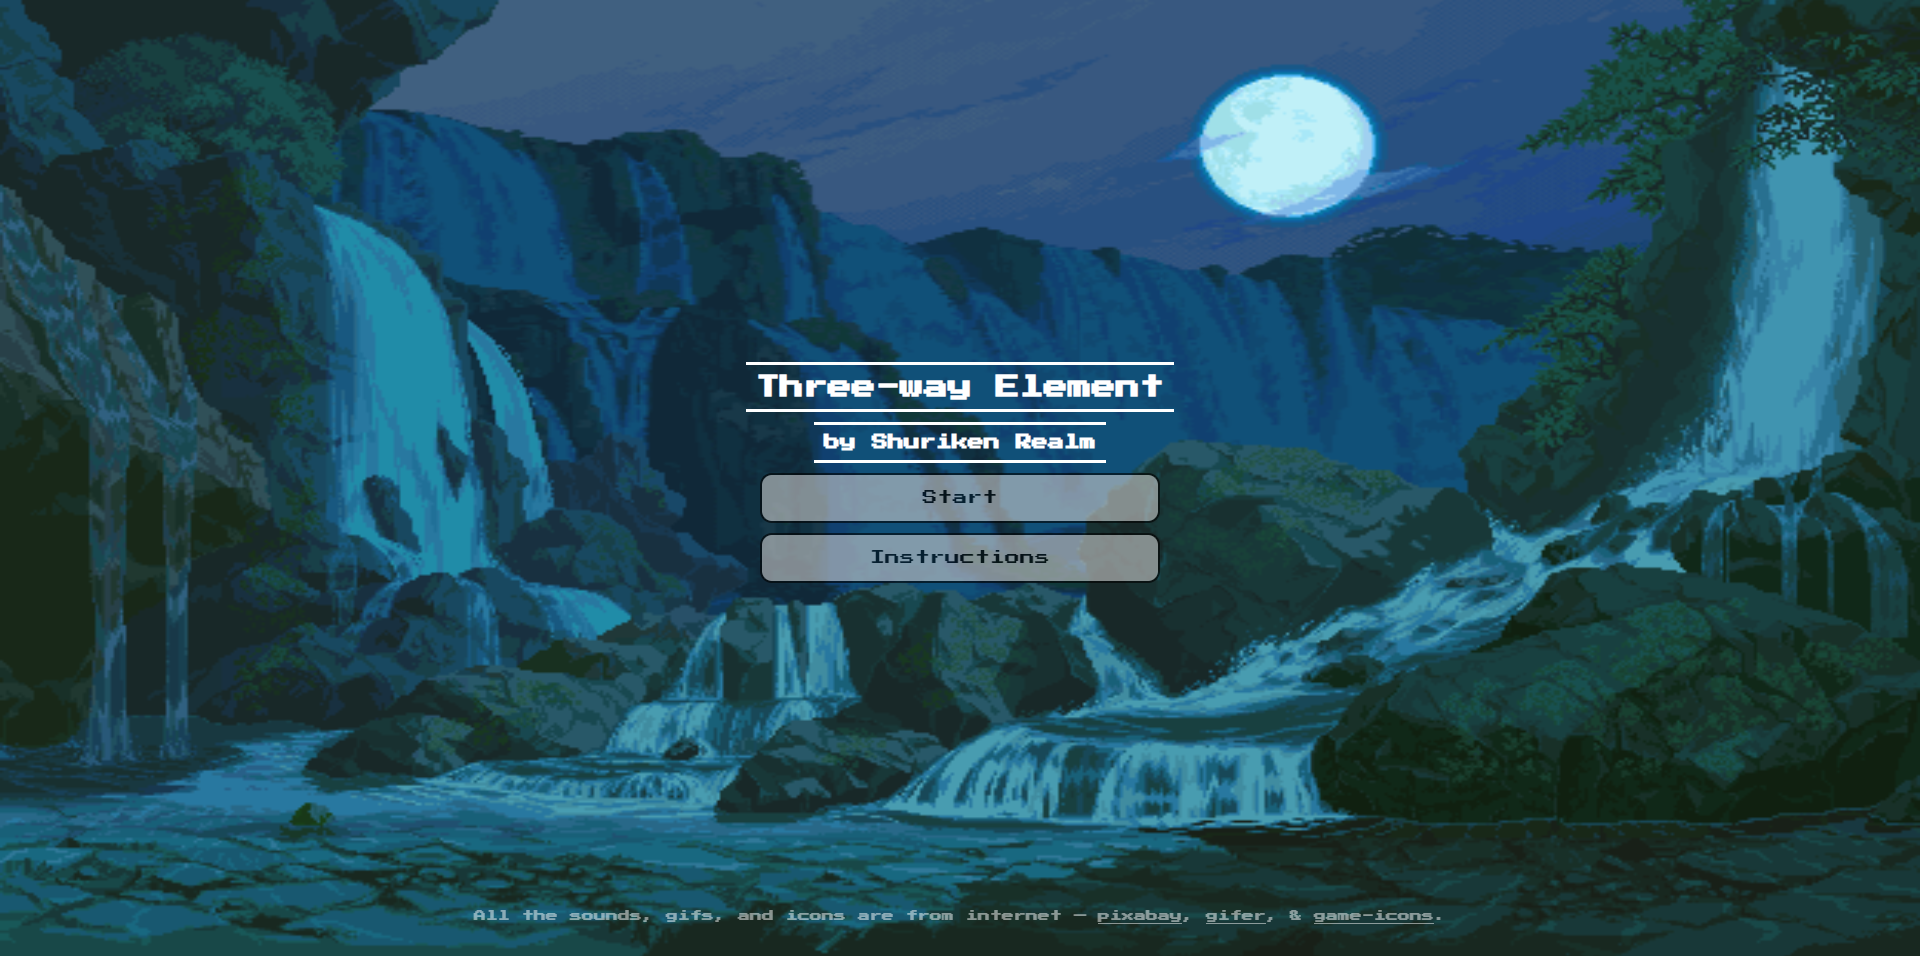 Three-way Element
by Shuriken Realm
Start
Instructions
All the sounds, gifs, and icons are from internet — pixabay, gifer, & game-icons.